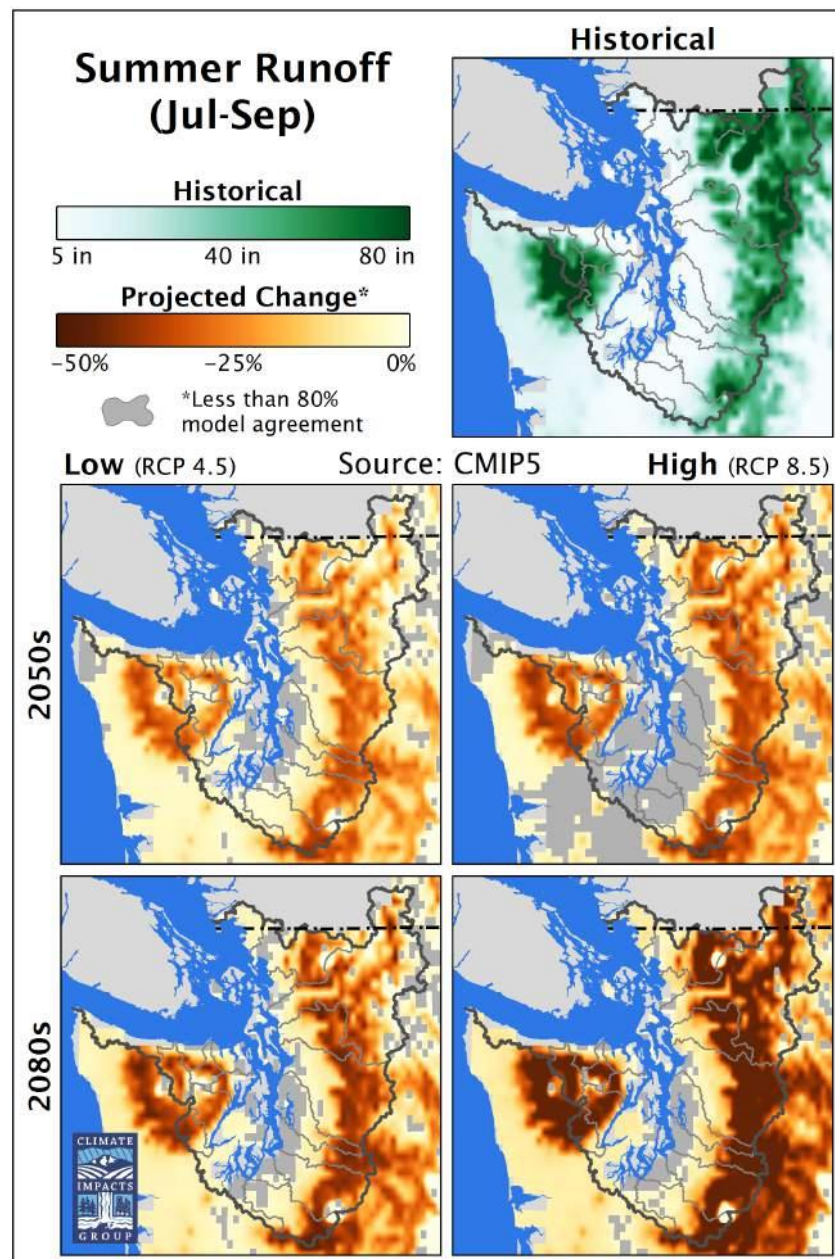 Summer Runoff
(Jul-Sep)
Historical
Historical
5 in 40 in 80 in
Projected Change*
-50% -25% 0%
*Less than 80%
model agreement
Low (RCP 4.5) Source: CMIP5 High (RCP 8.5)
2050s
2080s
CLIMATE
IMPACTS
GROUP